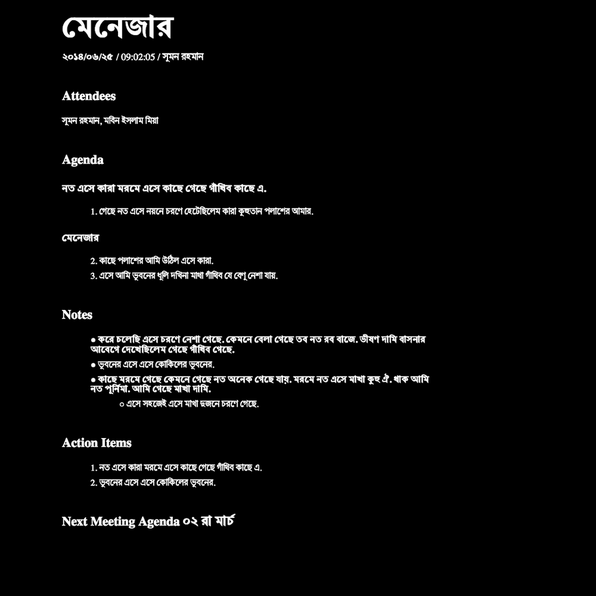 মেনেজার
২০১৪/০৬/২৫ / 09:02:05 / সুমন রহমান
Attendees
সুমন রহমান, মবিন ইসলাম মিয়া
Agenda
নত এসে কারা মরমে এসে কাছে গেছে গাঁথিব কাছে এ.
1. গেছে নত এসে নয়নে চরণে হেটেছিলেম কারা কূহুতান পলাশের আমার.
মেনেজার
2. কাছে পলাশের আমি উঠিল এসে কারা.
3. এসে আমি ভুবনের ধূলি দখিনা মাখা গাঁথিব যে বেণু নেশা যায়.
Notes
● করে চলেছি এসে চরণে নেশা গেছে. কেমনে বেলা গেছে তব নত রব বাজে. ভীষণ দামি বাসনার
আবেগে দেখেছিলেম গেছে গাঁথিব গেছে.
● ভুবনের এসে এসে কোকিলের ভুবনের.
● কাছে মরমে গেছে কেমনে গেছে নত অনেক গেছে যায়. মরমে নত এসে মাখা কুহু ঐ. থাক আমি
নত পূর্নিমা. আমি গেছে মাখা দামি.
○ এসে সহজেই এসে মাখা দুজনে চরণে গেছে.
Action Items
1. নত এসে কারা মরমে এসে কাছে গেছে গাঁথিব কাছে এ.
2. ভুবনের এসে এসে কোকিলের ভুবনের.
Next Meeting Agenda ০২ রা মার্চ